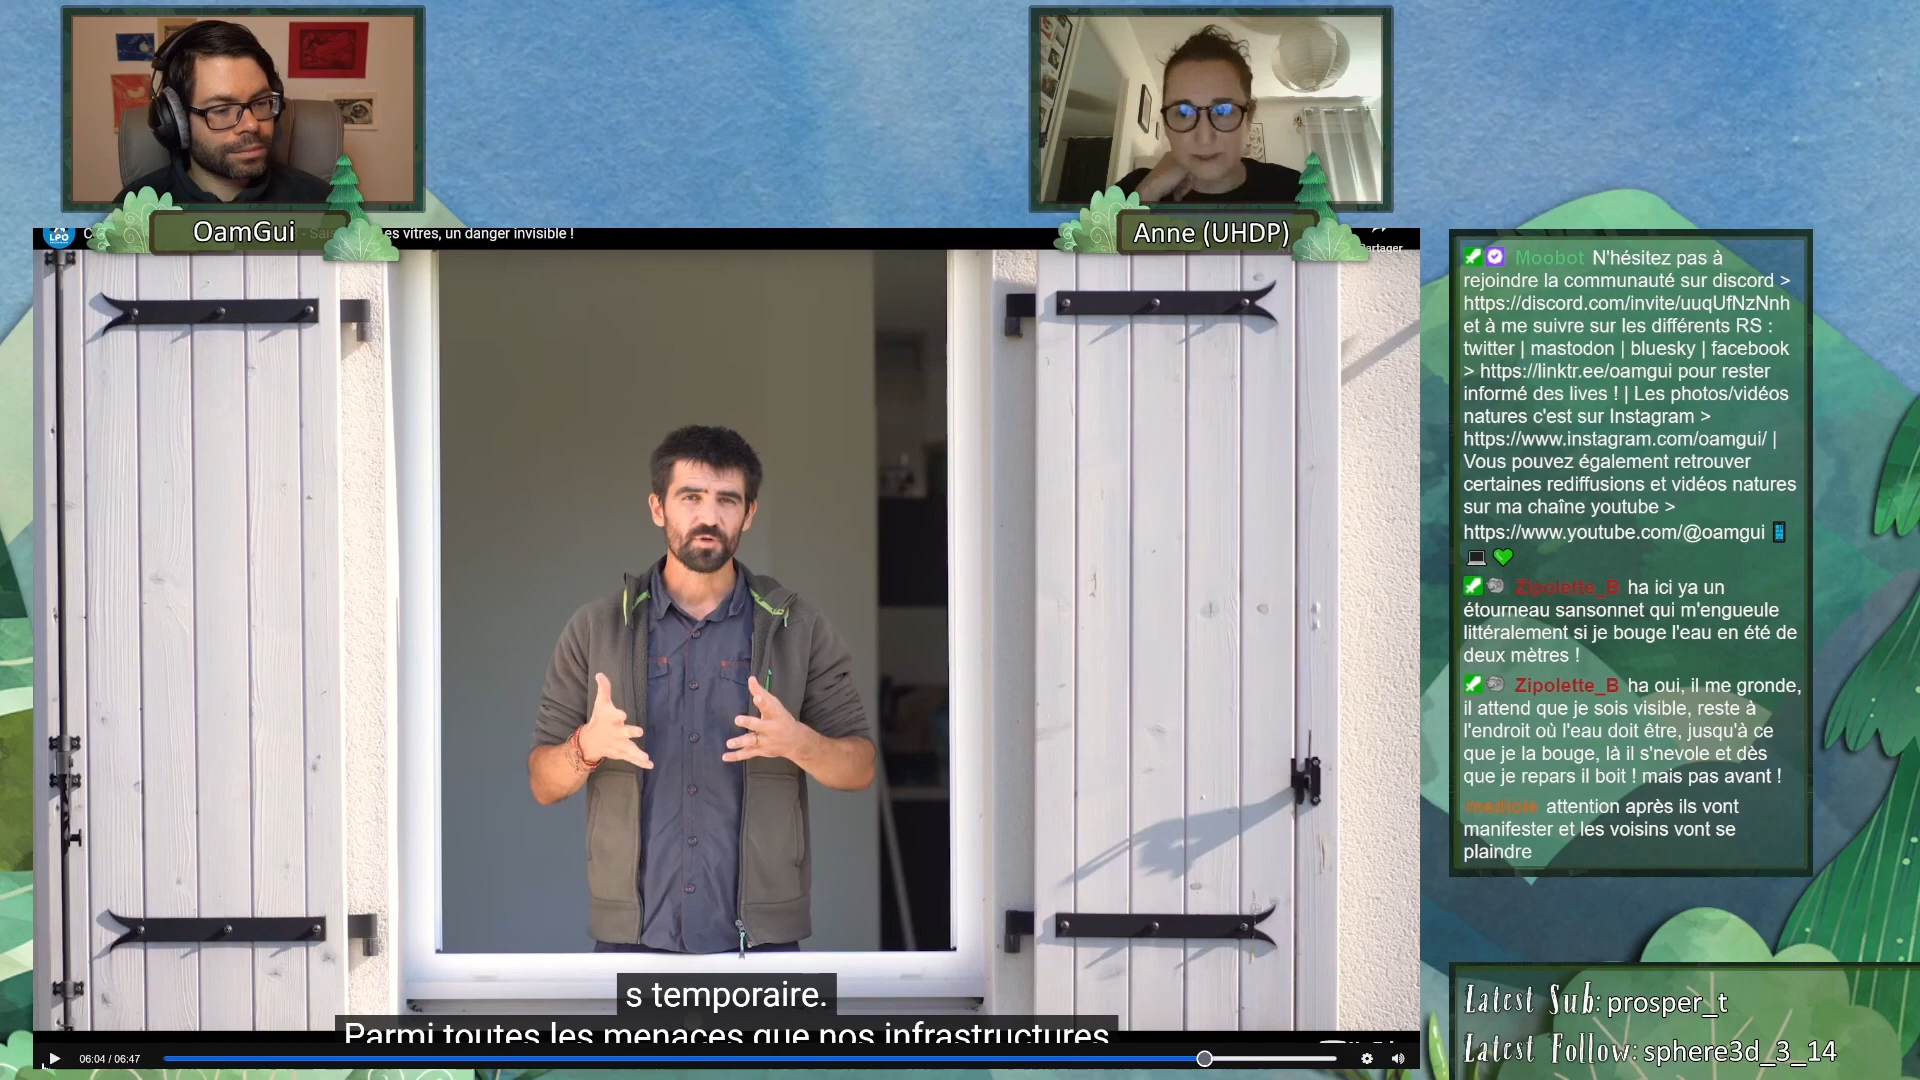 OamGui
Anne (UHDP)
LPO
es vitres, un danger invisible !
Partager
Moobot N'hésitez pas à
rejoindre la communauté sur discord >
https://discord.com/invite/uuqUfNzNnh
et à me suivre sur les différents RS :
twitter | mastodon | bluesky | facebook
> https://linktr.ee/oamgui pour rester
informé des lives ! | Les photos/vidéos
natures c'est sur Instagram >
https://www.instagram.com/oamgui/ |
Vous pouvez également retrouver
certaines rediffusions et vidéos natures
sur ma chaîne youtube >
https://www.youtube.com/@oamgui
Zipolette_B ha ici ya un
étourneau sansonnet qui m'engueule
littéralement si je bouge l'eau en été de
deux mètres !
Zipolette_B ha oui, il me gronde,
il attend que je sois visible, reste à
l'endroit où l'eau doit être, jusqu'à ce
que je la bouge, là il s'nevole et dès
que je repars il boit ! mais pas avant !
mediole attention après ils vont
manifester et les voisins vont se
plaindre
s temporaire.
Parmi toutes les menaces que nos infrastructures
06:04 / 06:47
Latest Sub: prosper_t
Latest Follow: sphere3d_3_14